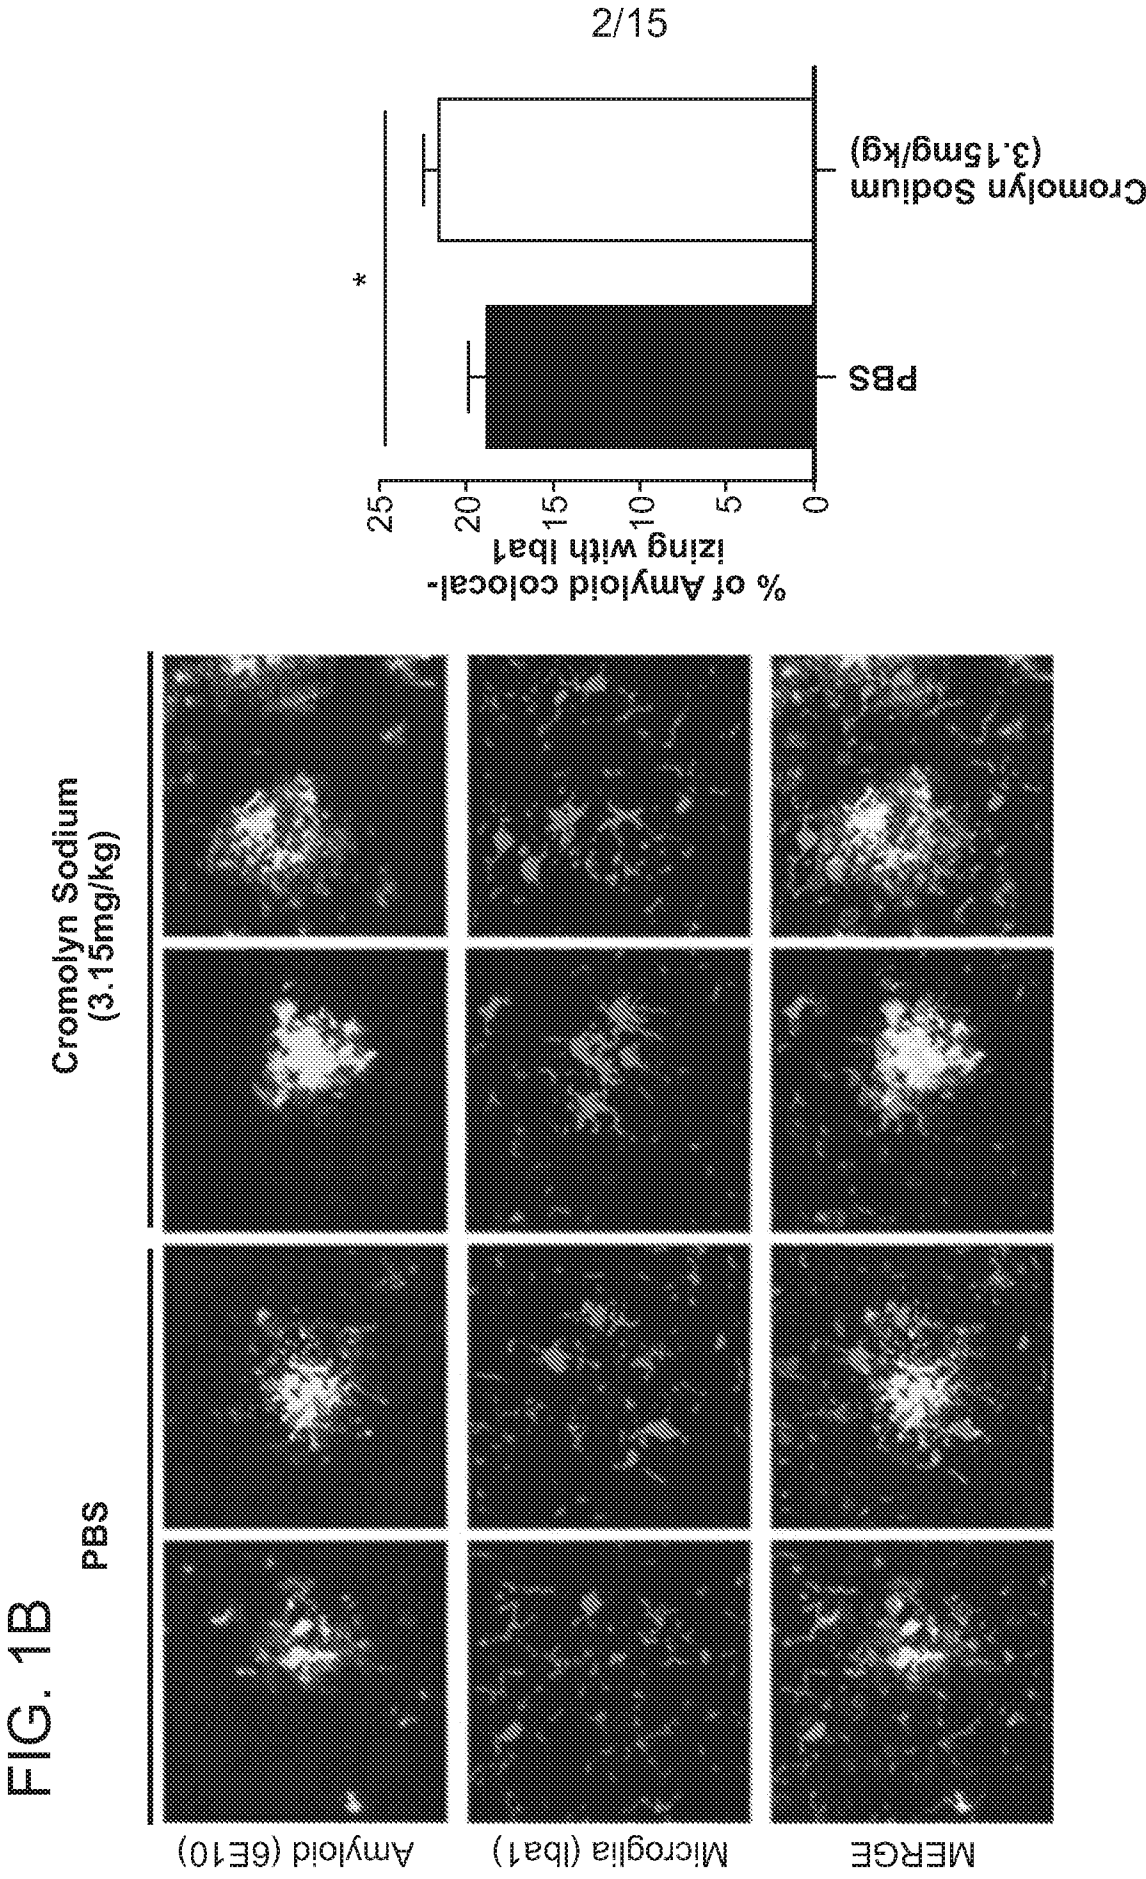 2/15
FIG. 1B
PBS
Cromolyn Sodium
(3.15mg/kg)
Amyloid (6E10)
Microglia (Iba1)
MERGE
% of Amyloid colocal-
izing with Iba1
25
20
15
10
5
0
*
PBS
Cromolyn Sodium
(3.15mg/kg)